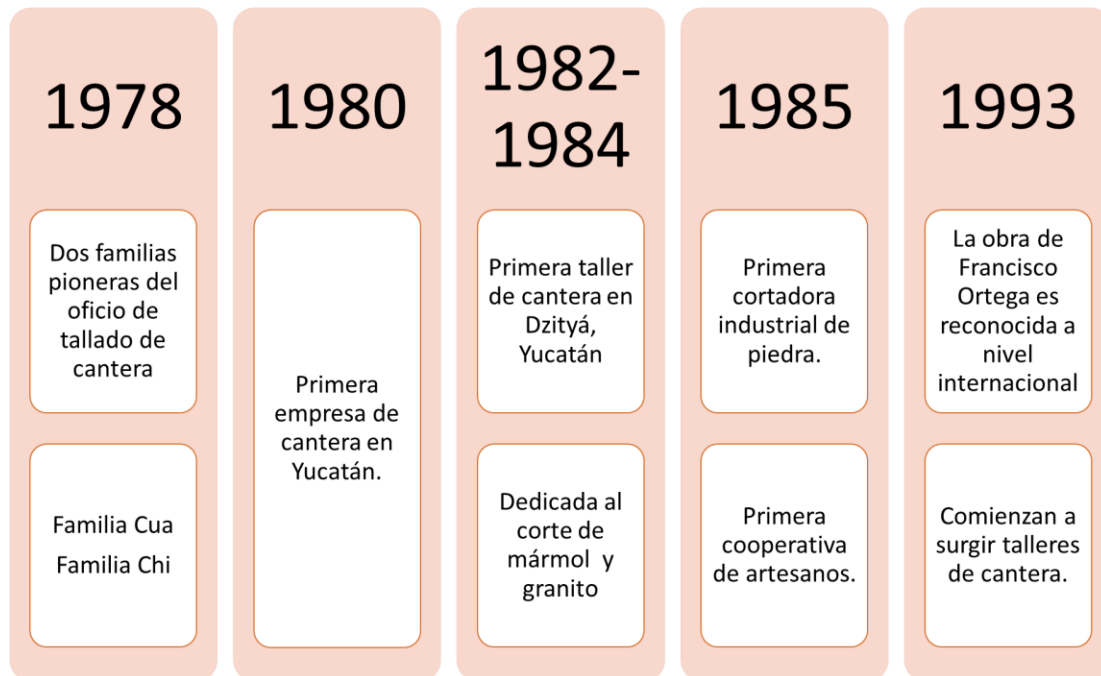 1978
Dos familias
pioneras del
oficio de
tallado de
cantera
Familia Cua
Familia Chi
1980
Primera
empresa de
cantera en
Yucatán.
1982-
1984
Primera taller
de cantera en
Dzityá,
Yucatán
Dedicada al
corte de
mármol y
granito
1985
Primera
cortadora
industrial de
piedra.
Primera
cooperativa
de artesanos.
1993
La obra de
Francisco
Ortega es
reconocida a
nivel
internacional
Comienzan a
surgir talleres
de cantera.